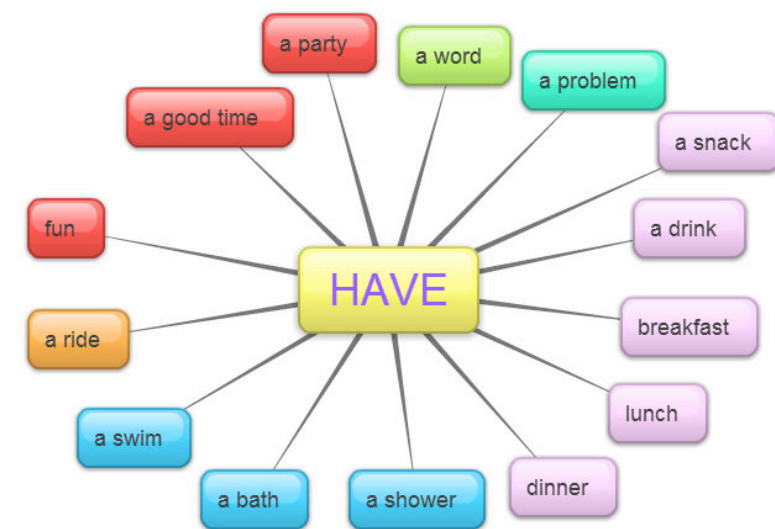 a party
a word
a problem
a good time
a snack
fun
a drink
HAVE
a ride
breakfast
a swim
lunch
a bath
a shower
dinner